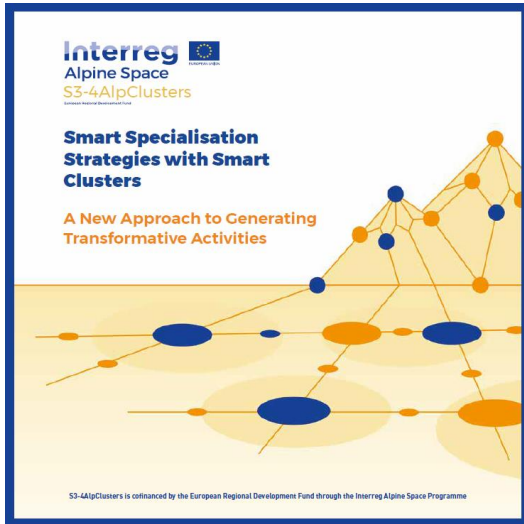 Interreg
EUROPEAN UNION
Alpine Space
S3-4AlpClusters
European Regional Development Fund
Smart Specialisation
Strategies with Smart
Clusters
A New Approach to Generating
Transformative Activities
S3-4AlpClusters is cofinanced by the European Regional Development Fund through the Interreg Alpine Space Programme